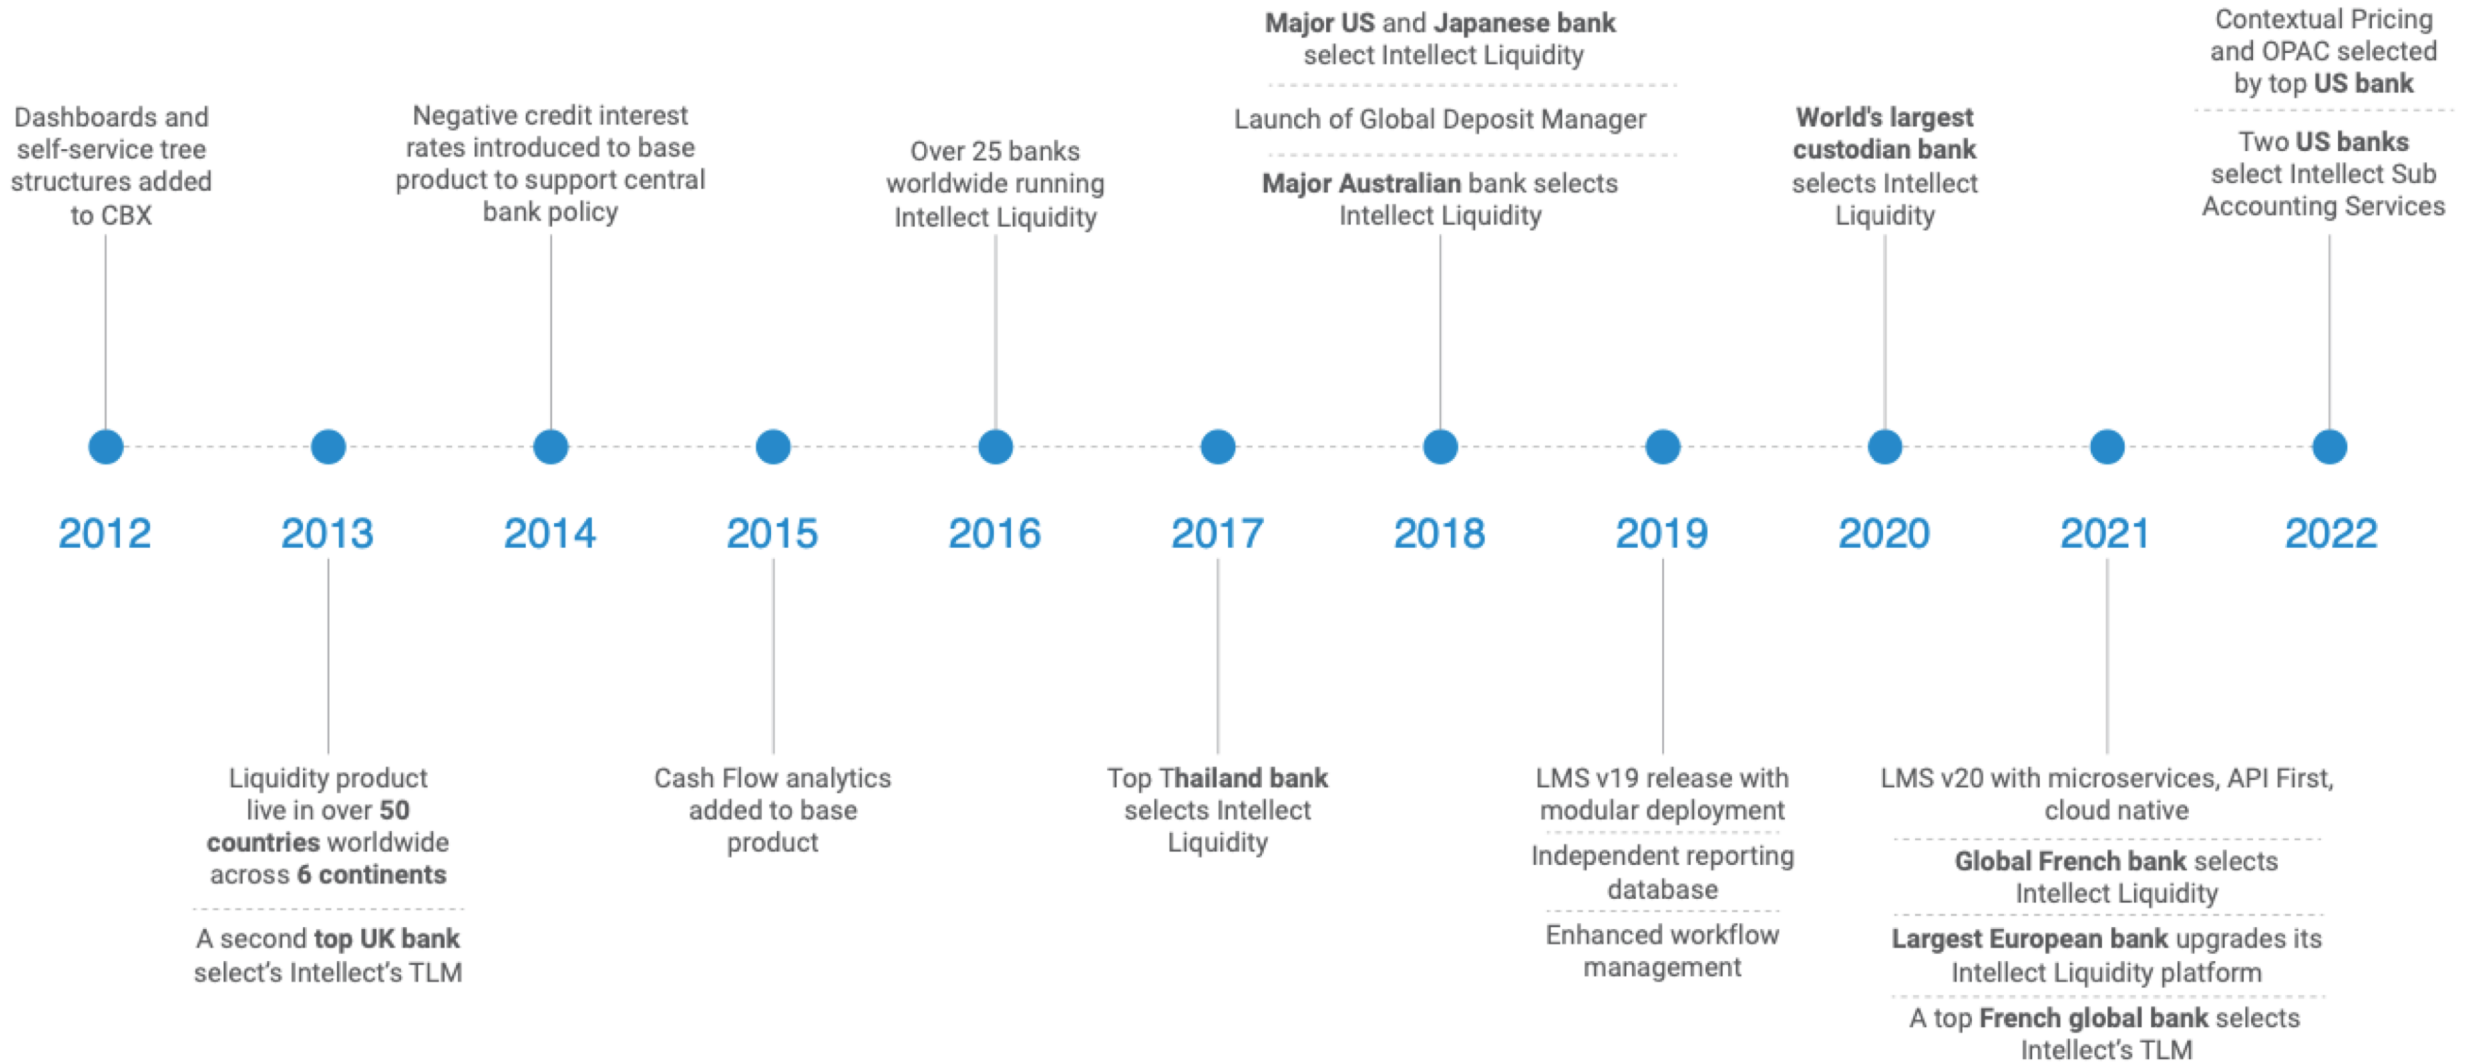 Major US and Japanese bank
select Intellect Liquidity
Launch of Global Deposit Manager
Major Australian bank selects
Intellect Liquidity
Contextual Pricing
and OPAC selected
by top US bank
Two US banks
select Intellect Sub
Accounting Services
Dashboards and
self-service tree
structures added
to CBX
Negative credit interest
rates introduced to base
product to support central
bank policy
Over 25 banks
worldwide running
Intellect Liquidity
World's largest
custodian bank
selects Intellect
Liquidity
2012
2013
2014
2015
2016
2017
2018
2019
2020
2021
2022
Liquidity product
live in over 50
countries worldwide
across 6 continents
A second top UK bank
select’s Intellect’s TLM
Cash Flow analytics
added to base
product
Top Thailand bank
selects Intellect
Liquidity
LMS v19 release with
modular deployment
Independent reporting
database
Enhanced workflow
management
LMS v20 with microservices, API First,
cloud native
Global French bank selects
Intellect Liquidity
Largest European bank upgrades its
Intellect Liquidity platform
A top French global bank selects
Intellect’s TLM